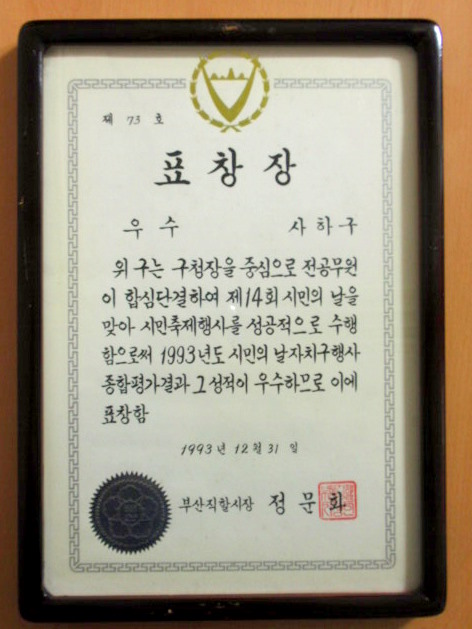 제 73 호
표창장
우수 사하구
위 구는 구청장을 중심으로 전공무원
이 합심단결하여 제14회 시민의 날을
맞아 시민축제행사를 성공적으로 수행
함으로써 1993년도 시민의 날자치구행사
종합평가결과 그성적이 우수하므로 이에
표창함
1993년 12월 31일
부산직할시장 정문화